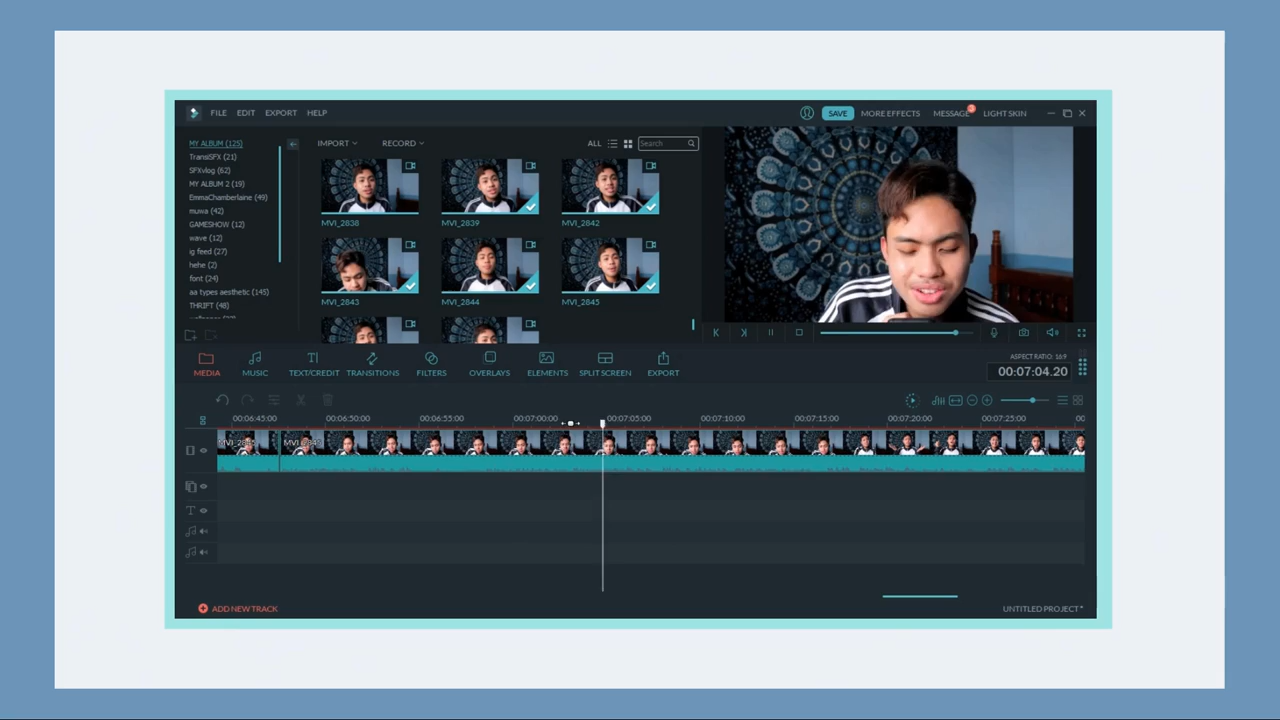 FILE EDIT EXPORT HELP
SAVE MORE EFFECTS MESSAGE 3 LIGHT SKIN
MY ALBUM (125)
TransiSFX (21)
SFXvlog (62)
MY ALBUM 2 (19)
EmmaChamberlaine (49)
muwa (42)
GAMESHOW (12)
wave (12)
ig feed (27)
hehe (2)
font (24)
aa types aesthetic (145)
THRIFT (48)
IMPORT RECORD ALL Search
MVI_2838 MVI_2839 MVI_2842
MVI_2843 MVI_2844 MVI_2845
MEDIA MUSIC TEXT/CREDIT TRANSITIONS FILTERS OVERLAYS ELEMENTS SPLIT SCREEN EXPORT
ASPECT RATIO: 16:9
00:07:04.20
00:06:45:00 00:06:50:00 00:06:55:00 00:07:00:00 00:07:05:00 00:07:10:00 00:07:15:00 00:07:20:00 00:07:25:00 00
ADD NEW TRACK
UNTITLED PROJECT*